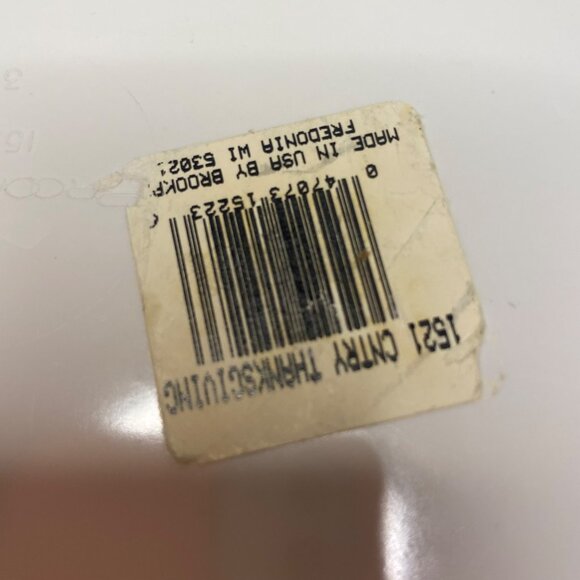 1521 CNTRY THANKSGIVING
0 47073 15223
MADE IN USA BY BROOKP
FREDONIA WI 5302